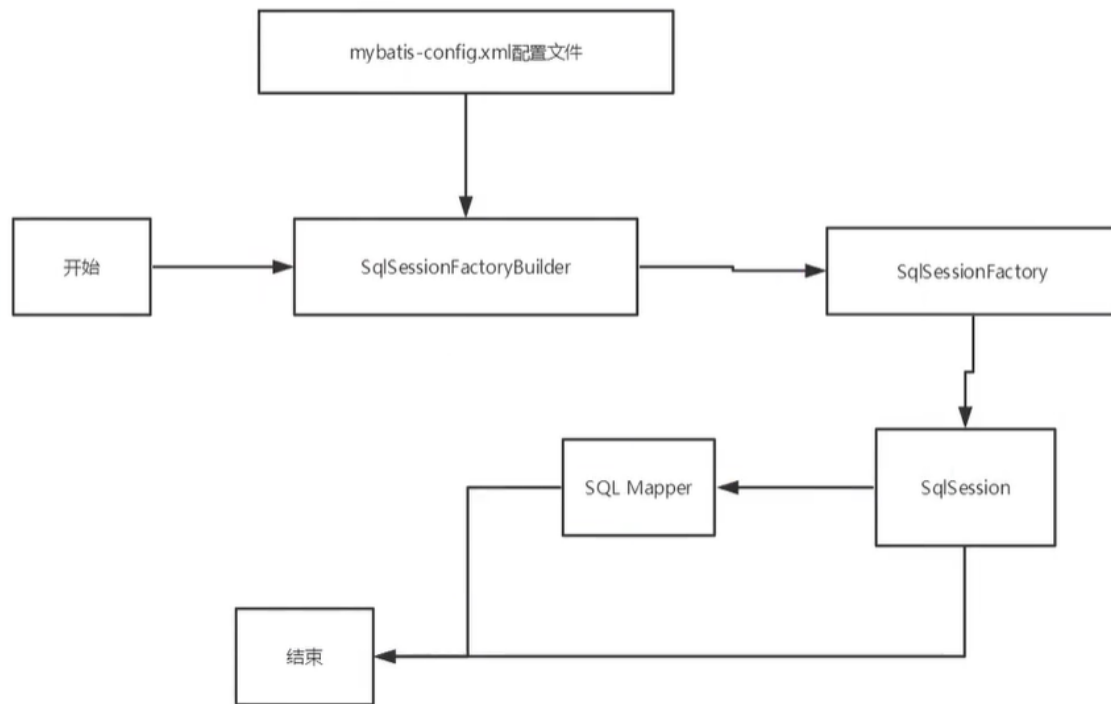 mybatis-config.xml配置文件
开始
SqlSessionFactoryBuilder
SqlSessionFactory
SQL Mapper
SqlSession
结束